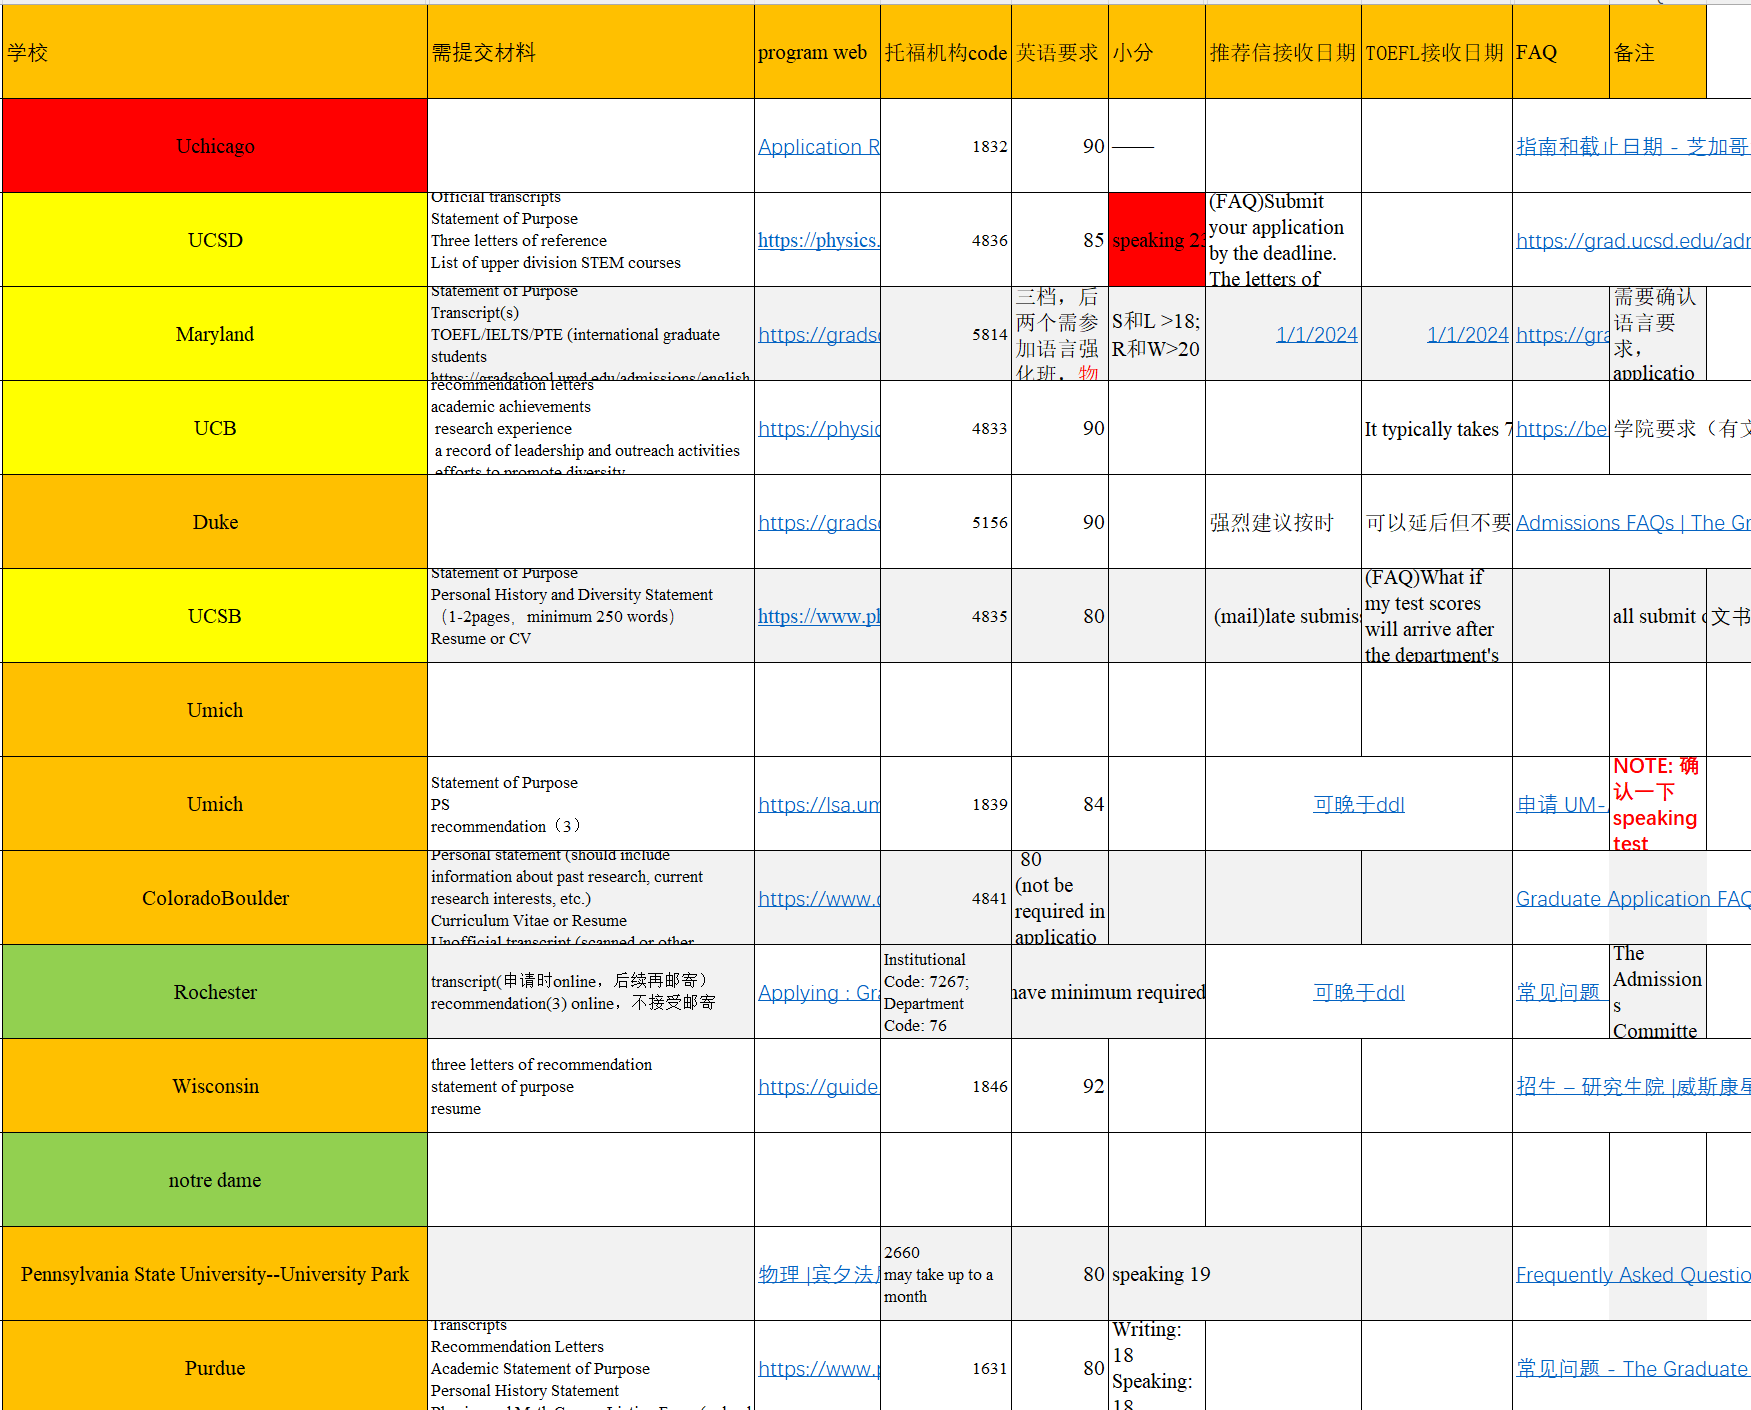 学校 需提交材料 program web 托福机构code 英语要求 小分 推荐信接收日期 TOEFL接收日期 FAQ 备注
Uchicago Application R 1832 90 —— 指南和截止日期 - 芝加哥
UCSD
Official transcripts
Statement of Purpose
Three letters of reference
List of upper division STEM courses
https://physics. 4836 85 speaking 2
(FAQ)Submit
your application
by the deadline.
The letters of
https://grad.ucsd.edu/adm
Maryland
Statement of Purpose
Transcript(s)
TOEFL/IELTS/PTE (international graduate
students
https://gradschool.umd.edu/admissions/english
https://grads 5814
三档，后
两个需参
加语言强
化班，物
S和L >18;
R和W>20
1/1/2024 1/1/2024 https://gra
需要确认
语言要
求，
applicatio
UCB
recommendation letters
academic achievements
research experience
a record of leadership and outreach activities
efforts to promote diversity
https://physic 4833 90 It typically takes 7 https://be 学院要求（有文
Duke https://grads 5156 90 强烈建议按时 可以延后但不要 Admissions FAQs | The Gr
UCSB
Statement of Purpose
Personal History and Diversity Statement
（1-2pages，minimum 250 words）
Resume or CV
https://www.ph 4835 80 (mail)late submis
(FAQ)What if
my test scores
will arrive after
the department's
all submit 文书
Umich
Umich
Statement of Purpose
PS
recommendation（3）
https://lsa.um 1839 84 可晚于ddl 申请 UM-
NOTE: 确
认一下
speaking
test
ColoradoBoulder
Personal statement (should include
information about past research, current
research interests, etc.)
Curriculum Vitae or Resume
Unofficial transcript (scanned or other
https://www.c 4841
80
(not be
required in
applicatio
Graduate Application FAQ
Rochester
transcript(申请时online，后续再邮寄）
recommendation(3) online，不接受邮寄
Applying : Gra
Institutional
Code: 7267;
Department
Code: 76
have minimum required 可晚于ddl 常见问题
The
Admission
s
Committe
Wisconsin
three letters of recommendation
statement of purpose
resume
https://guide 1846 92 招生 – 研究生院 |威斯康星
notre dame
Pennsylvania State University--University Park 物理 |宾夕法
2660
may take up to a
month
80 speaking 19 Frequently Asked Questio
Purdue
Transcripts
Recommendation Letters
Academic Statement of Purpose
Personal History Statement
https://www.p 1631 80
Writing:
18
Speaking:
18
常见问题 - The Graduate